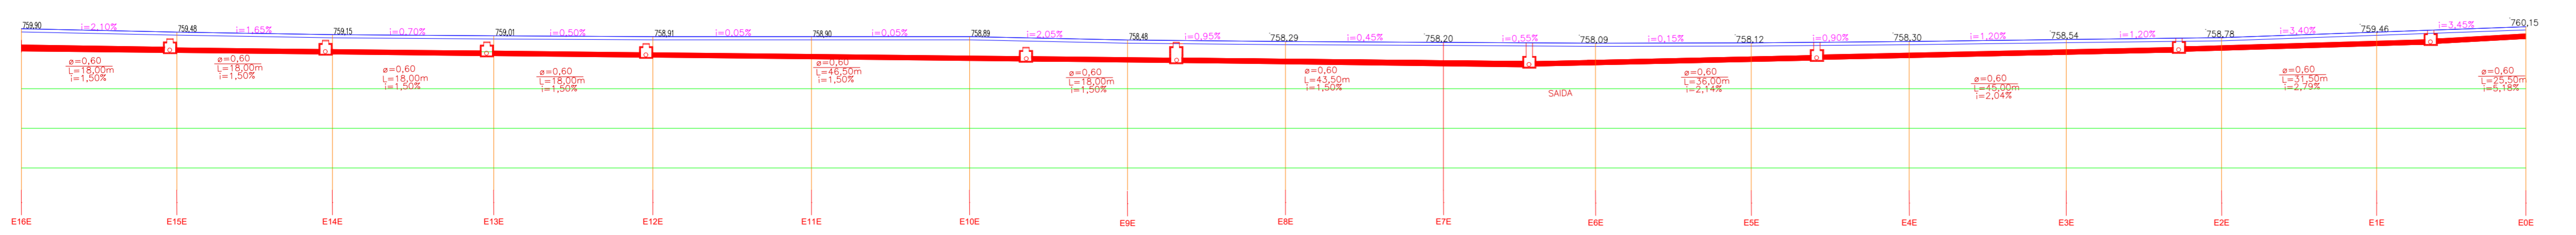 759,90 i=2,10% 759,48 i=1,65% 759,15 i=0,70% 759,01 i=0,50% 758,91 i=0,05% 758,90 i=0,05% 758,89 i=2,05% 758,48 i=0,95% 758,29 i=0,45% 758,20 i=0,55% 758,09 i=0,15% 758,12 i=0,90% 758,30 i=1,20% 758,54 i=1,20% 758,78 i=3,40% 759,46 i=3,45% 760,15
ø=0,60
L=18,00m
i=1,50%
ø=0,60
L=18,00m
i=1,50%
ø=0,60
L=18,00m
i=1,50%
ø=0,60
L=18,00m
i=1,50%
ø=0,60
L=46,50m
i=1,50%
ø=0,60
L=18,00m
i=1,50%
ø=0,60
L=43,50m
i=1,50%
SAIDA
ø=0,60
L=36,00m
i=2,14%
ø=0,60
L=45,00m
i=2,04%
ø=0,60
L=31,50m
i=2,79%
ø=0,60
L=25,50m
i=5,18%
E16E E15E E14E E13E E12E E11E E10E E9E E8E E7E E6E E5E E4E E3E E2E E1E E0E